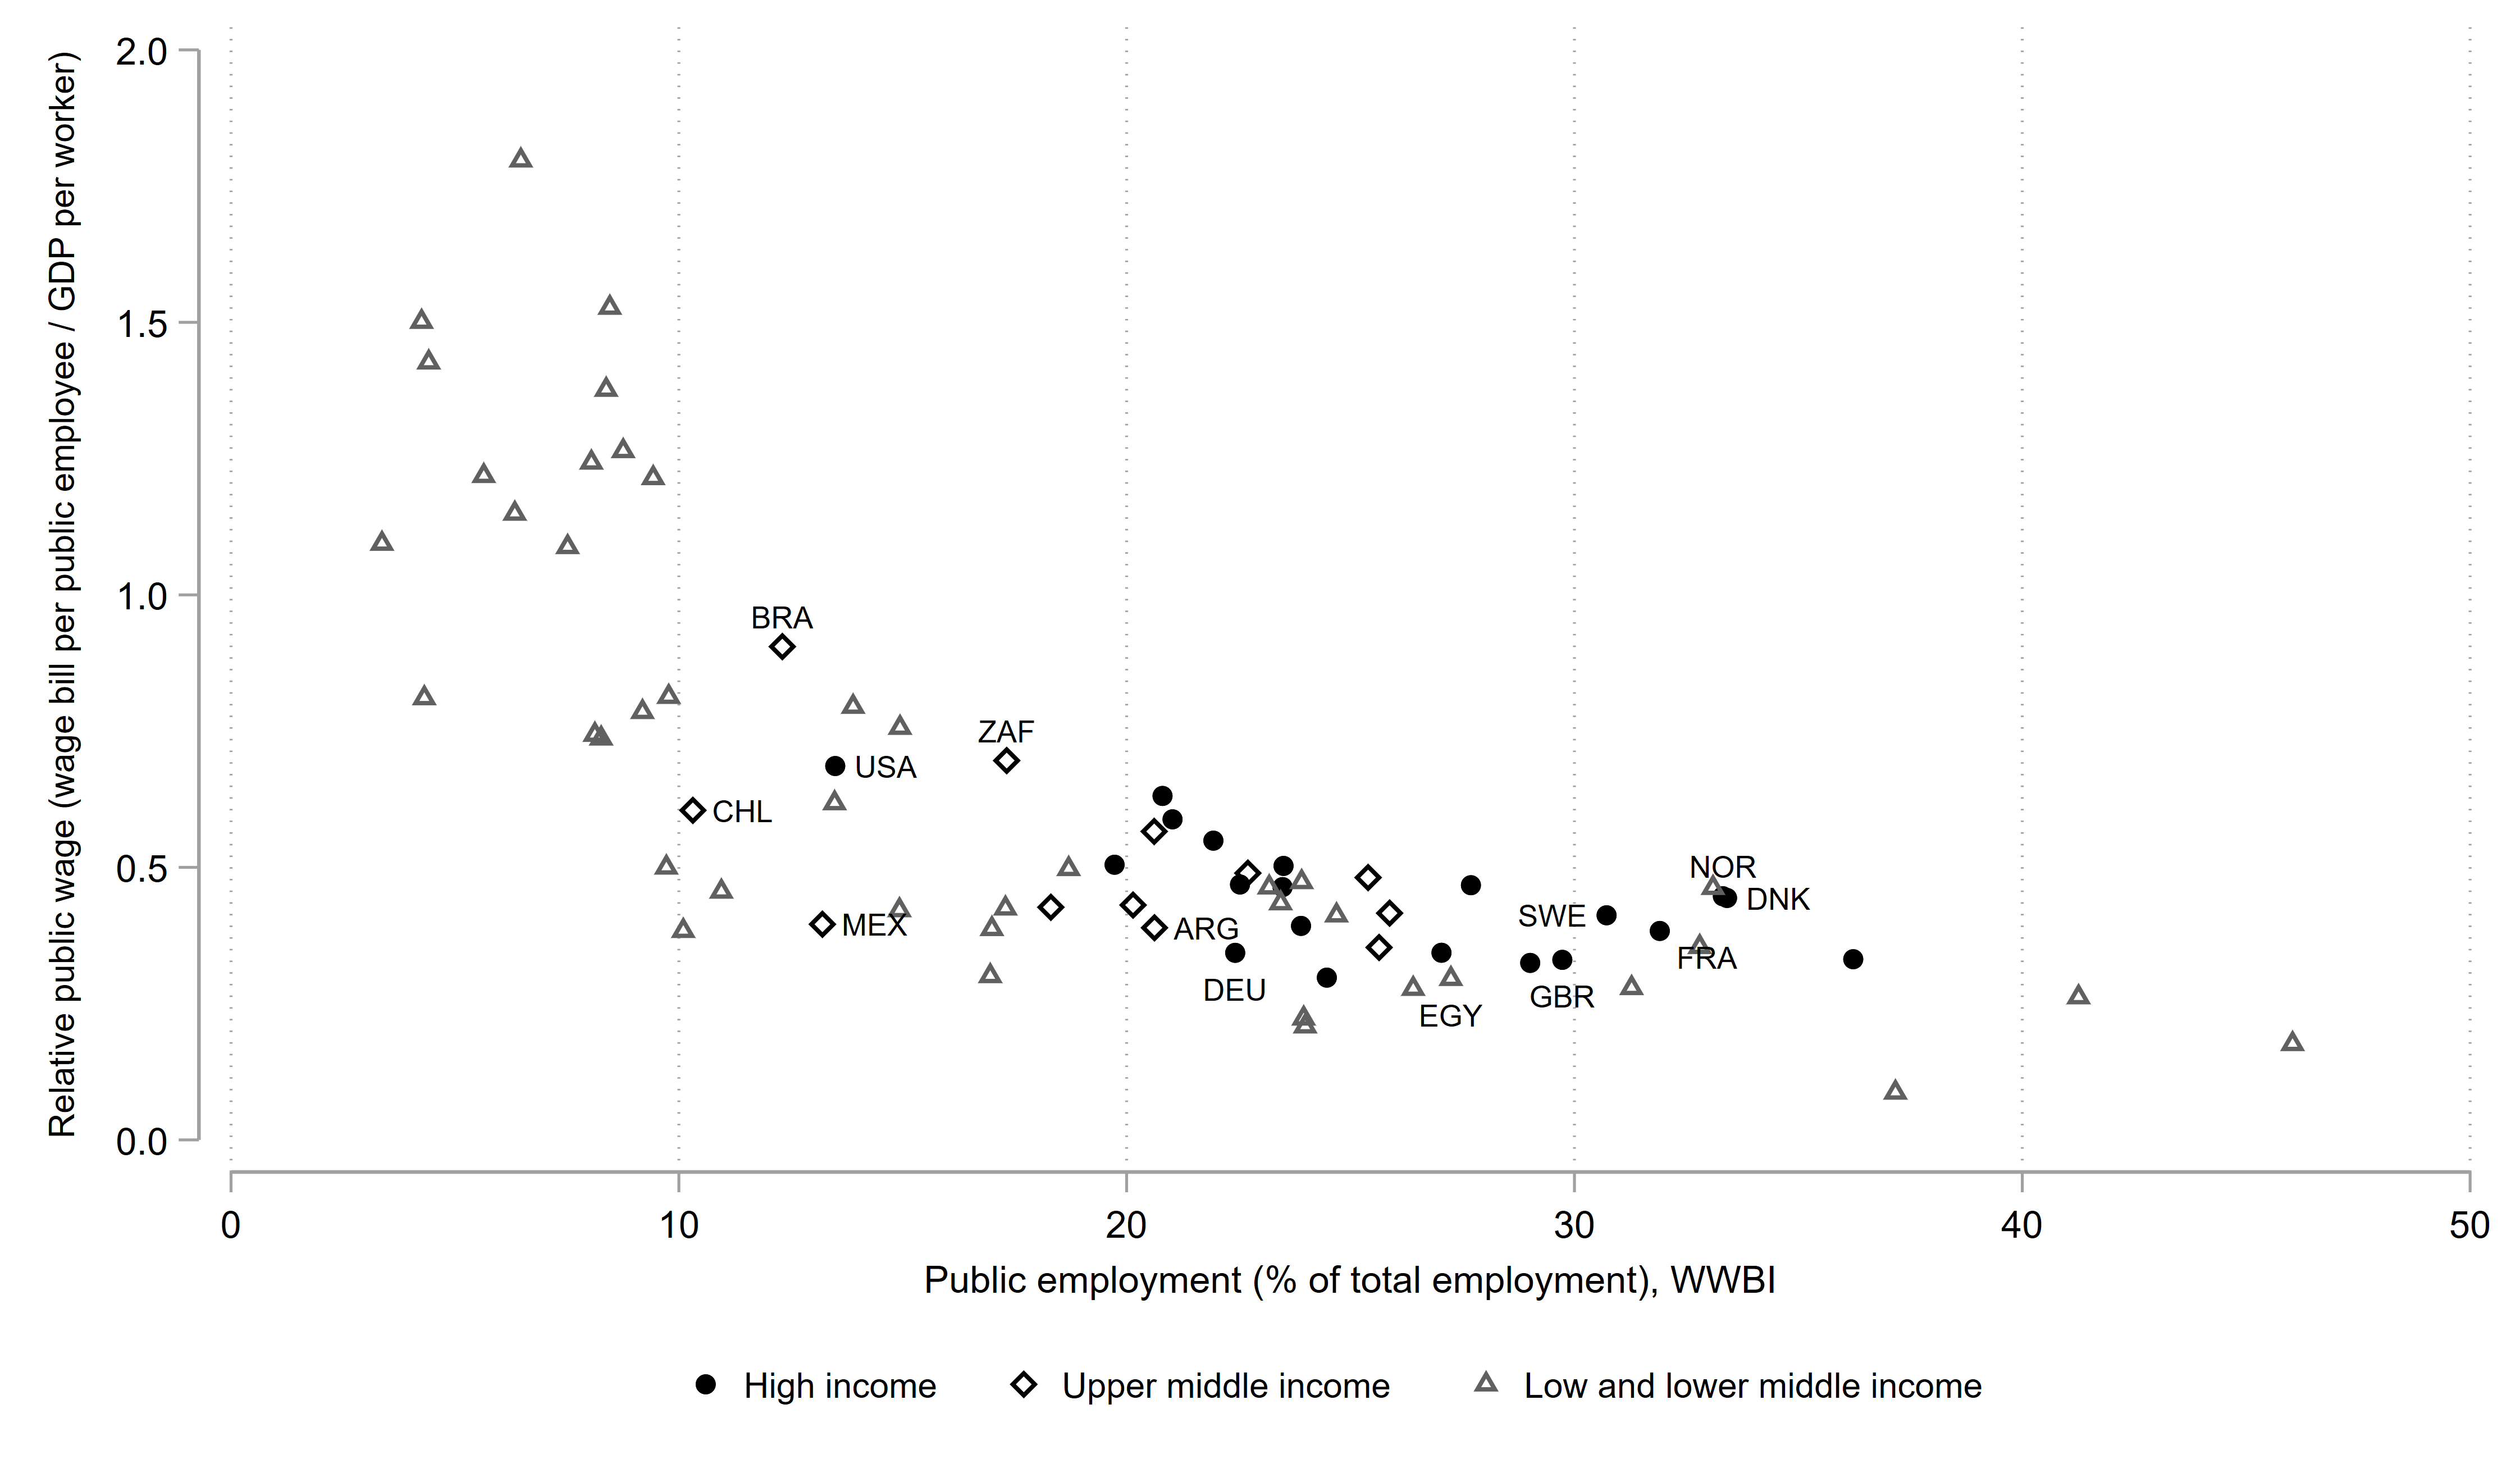 Relative public wage (wage bill per public employee / GDP per worker)
2.0
1.5
1.0
0.5
0.0
BRA
ZAF
USA
CHL
MEX
ARG
DEU
NOR
DNK
SWE
FRA
GBR
EGY
0 10 20 30 40 50
Public employment (% of total employment), WWBI
High income Upper middle income Low and lower middle income